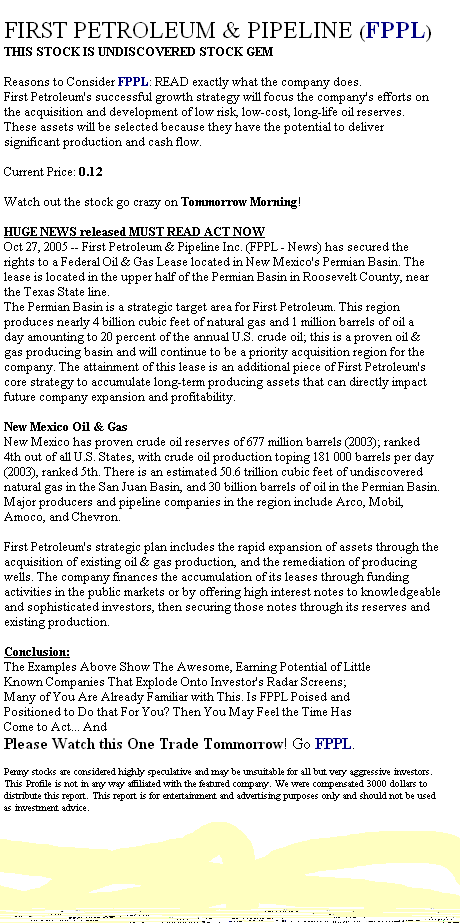 FIRST PETROLEUM & PIPELINE (FPPL)
THIS STOCK IS UNDISCOVERED STOCK GEM
Reasons to Consider FPPL: READ exactly what the company does.
First Petroleum's successful growth strategy will focus the company's efforts on
the acquisition and development of low risk, low-cost, long-life oil reserves.
These assets will be selected because they have the potential to deliver
significant production and cash flow.
Current Price: 0.12
Watch out the stock go crazy on Tommorrow Morning!
HUGE NEWS released MUST READ ACT NOW
Oct 27, 2005 -- First Petroleum & Pipeline Inc. (FPPL - News) has secured the
rights to a Federal Oil & Gas Lease located in New Mexico's Permian Basin. The
lease is located in the upper half of the Permian Basin in Roosevelt County, near
the Texas State line.
The Permian Basin is a strategic target area for First Petroleum. This region
produces nearly 4 billion cubic feet of natural gas and 1 million barrels of oil a
day amounting to 20 percent of the annual U.S. crude oil; this is a proven oil &
gas producing basin and will continue to be a priority acquisition region for the
company. The attainment of this lease is an additional piece of First Petroleum's
core strategy to accumulate long-term producing assets that can directly impact
future company expansion and profitability.
New Mexico Oil & Gas
New Mexico has proven crude oil reserves of 677 million barrels (2003); ranked
4th out of all U.S. States, with crude oil production toping 181 000 barrels per day
(2003), ranked 5th. There is an estimated 50.6 trillion cubic feet of undiscovered
natural gas in the San Juan Basin, and 30 billion barrels of oil in the Permian Basin.
Major producers and pipeline companies in the region include Arco, Mobil,
Amoco, and Chevron.
First Petroleum's strategic plan includes the rapid expansion of assets through the
acquisition of existing oil & gas production, and the remediation of producing
wells. The company finances the accumulation of its leases through funding
activities in the public markets or by offering high interest notes to knowledgeable
and sophisticated investors, then securing those notes through its reserves and
existing production.
Conclusion:
The Examples Above Show The Awesome, Earning Potential of Little
Known Companies That Explode Onto Investor's Radar Screens;
Many of You Are Already Familiar with This. Is FPPL Poised and
Positioned to Do that For You? Then You May Feel the Time Has
Come to Act... And
Please Watch this One Trade Tommorrow! Go FPPL.
Penny stocks are considered highly speculative and may be unsuitable for all but very aggressive investors.
This Profile is not in any way affiliated with the featured company. We were compensated 3000 dollars to
distribute this report. This report is for entertainment and advertising purposes only and should not be used
as investment advice.